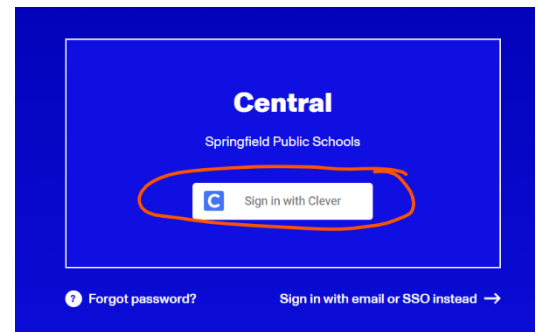 Central
Springfield Public Schools
C Sign in with Clever
? Forgot password?
Sign in with email or SSO instead →